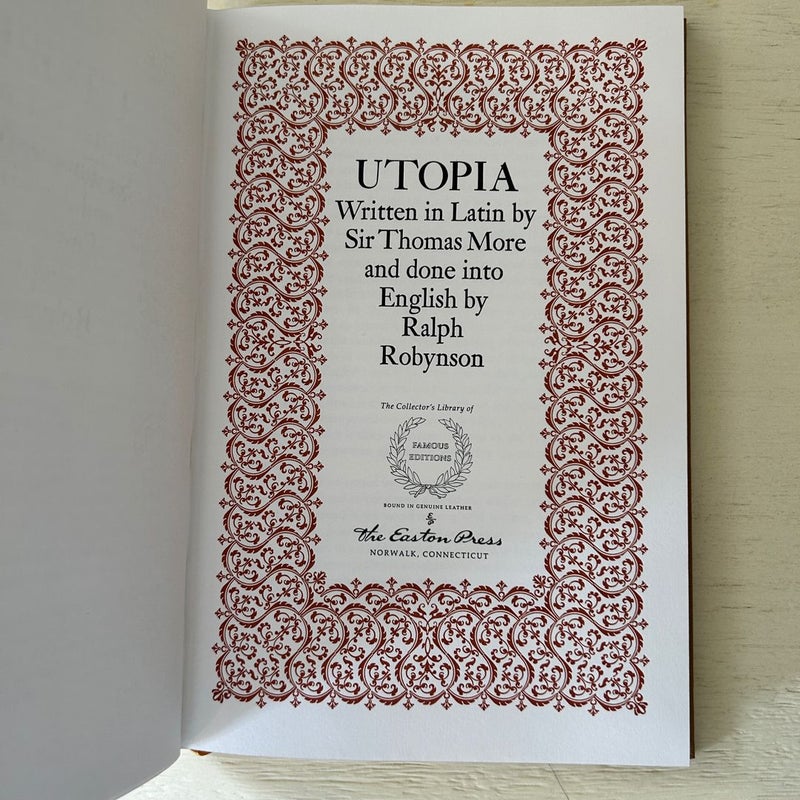 UTOPIA
Written in Latin by
Sir Thomas More
and done into
English by
Ralph
Robynson
The Collector's Library of
FAMOUS
EDITIONS
BOUND IN GENUINE LEATHER
The Easton Press
NORWALK, CONNECTICUT